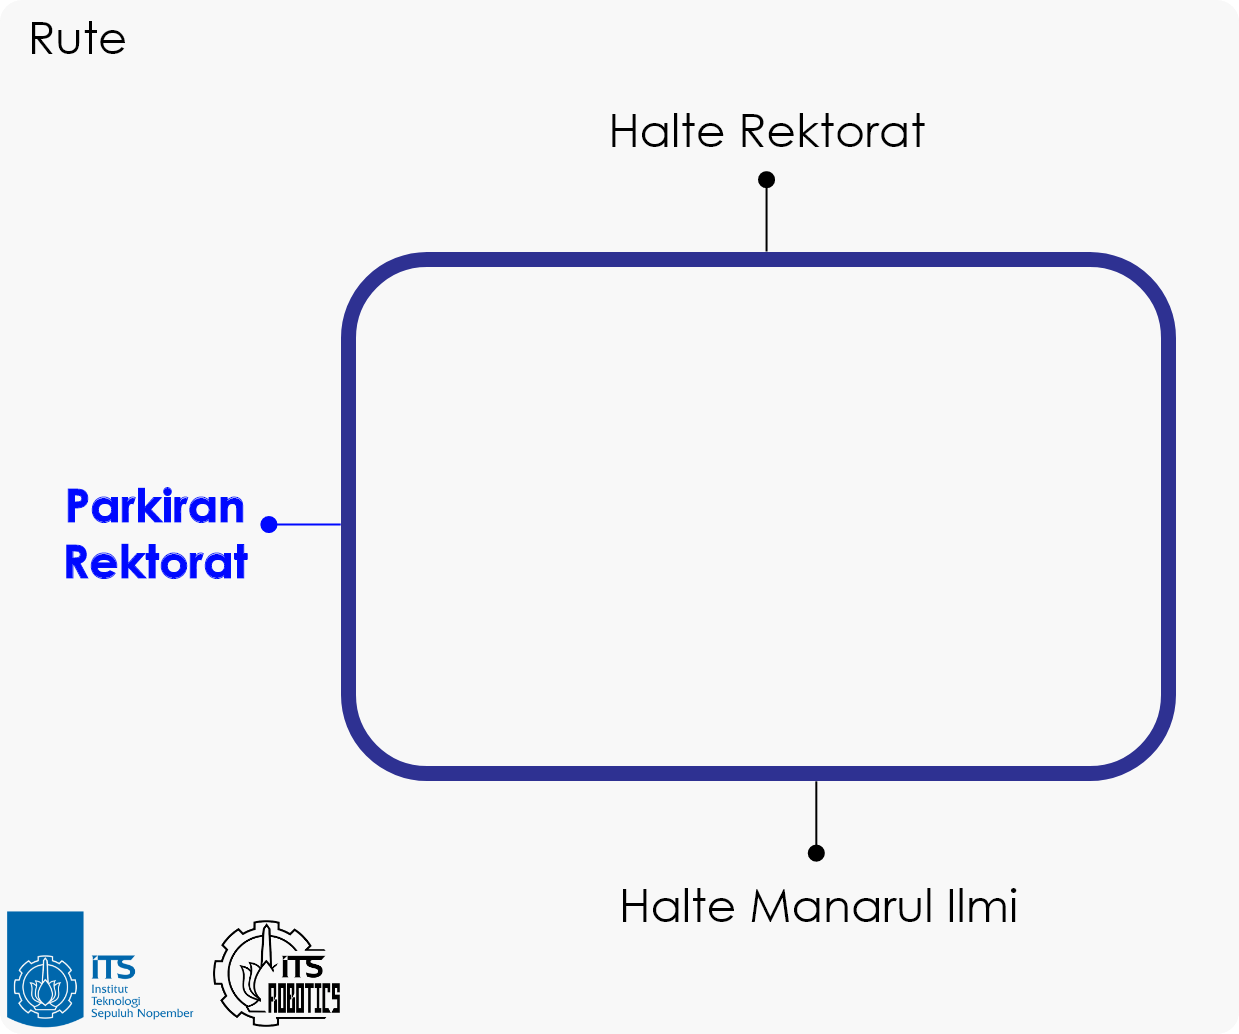 Rute
Halte Rektorat
Parkiran
Rektorat
Halte Manarul Ilmi
iTS
Institut
Teknologi
Sepuluh Nopember
iTS
ROBOTICS